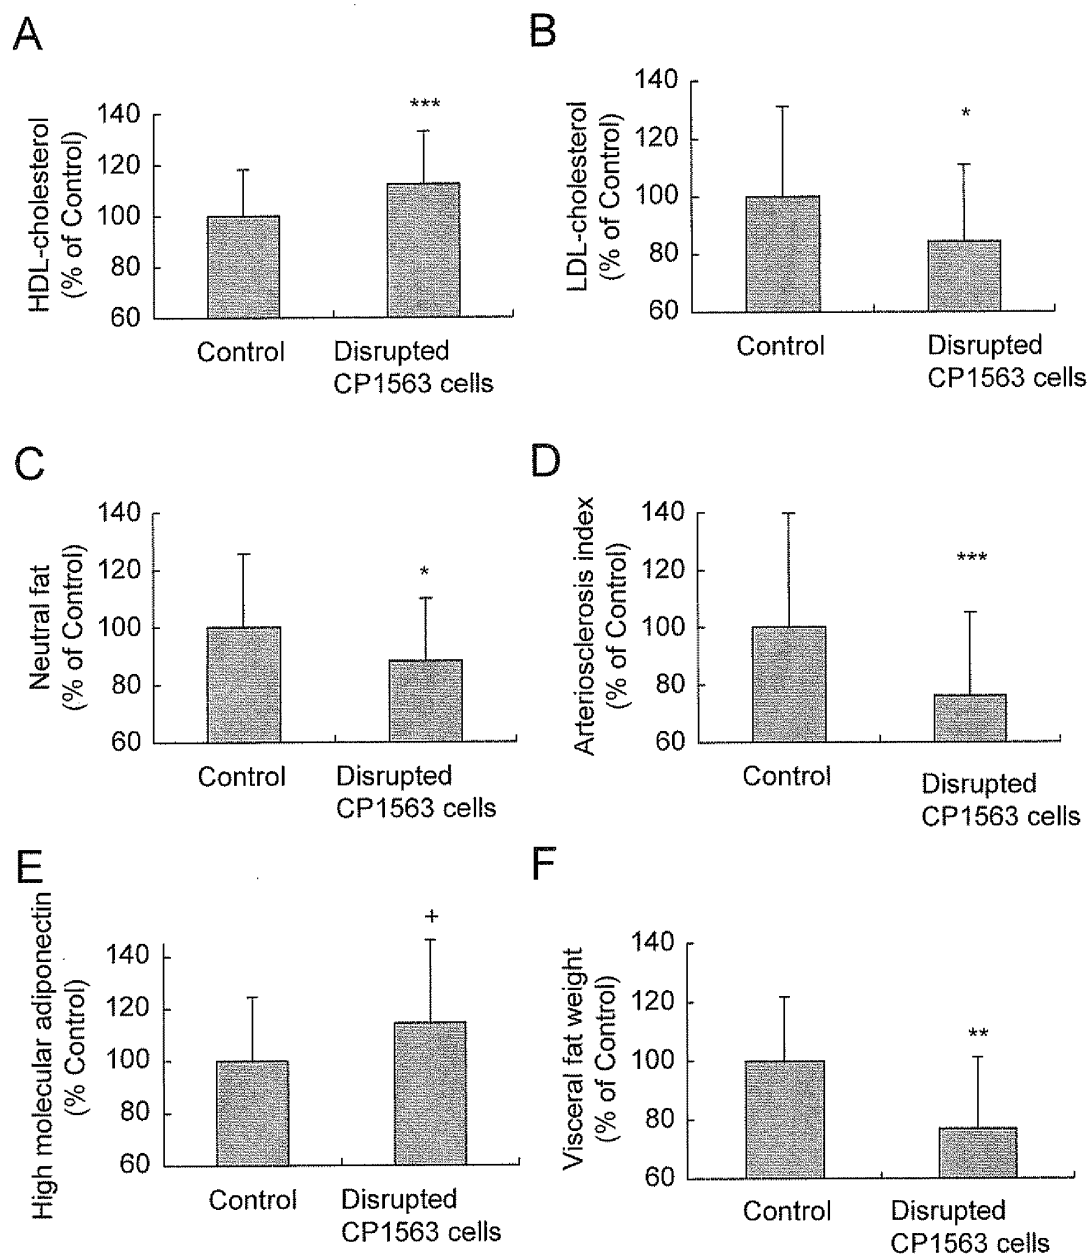 A
HDL-cholesterol
(% of Control)
140
120
100
80
60
***
Control
Disrupted
CP1563 cells
B
LDL-cholesterol
(% of Control)
140
120
100
80
60
*
Control
Disrupted
CP1563 cells
C
Neutral fat
(% of Control)
140
120
100
80
60
*
Control
Disrupted
CP1563 cells
D
Arteriosclerosis index
(% of Control)
140
120
100
80
60
***
Control
Disrupted
CP1563 cells
E
High molecular adiponectin
(% Control)
140
120
100
80
60
+
Control
Disrupted
CP1563 cells
F
Visceral fat weight
(% of Control)
140
120
100
80
60
**
Control
Disrupted
CP1563 cells